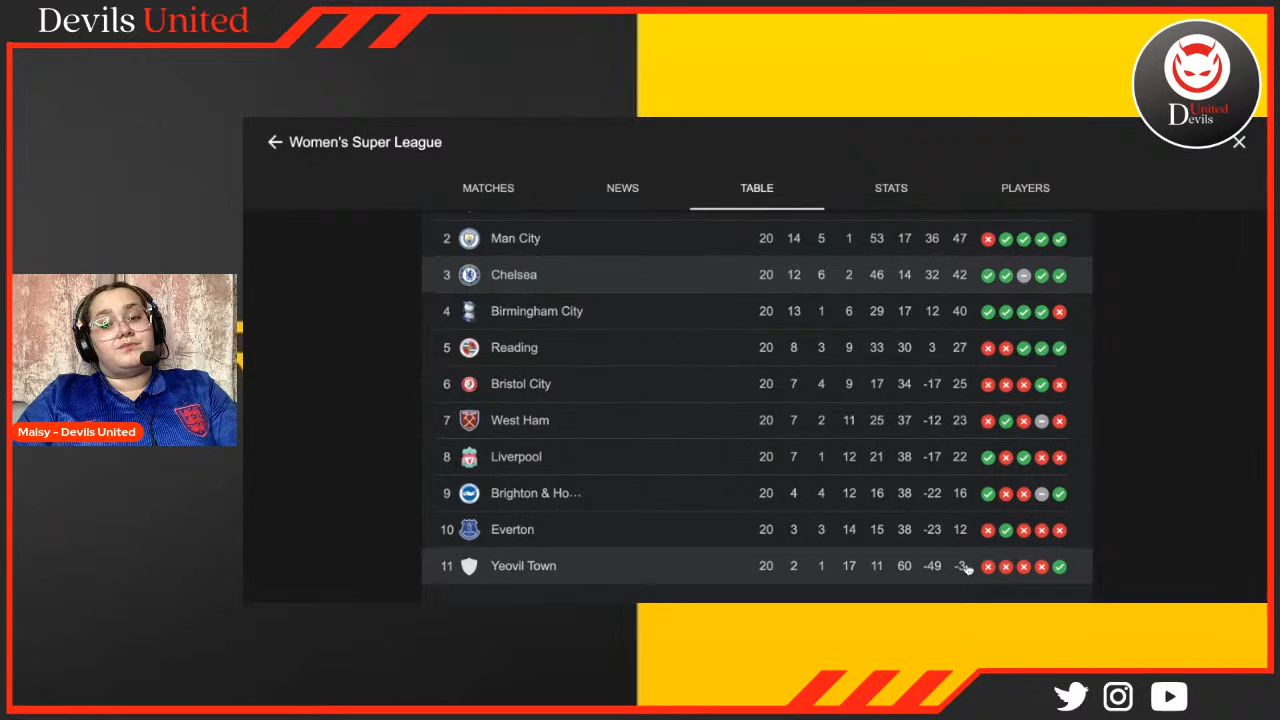 Devils United
United
Devils
Women's Super League
MATCHES NEWS TABLE STATS PLAYERS
2 Man City 20 14 5 1 53 17 36 47
3 Chelsea 20 12 6 2 46 14 32 42
4 Birmingham City 20 13 1 6 29 17 12 40
5 Reading 20 8 3 9 33 30 3 27
6 Bristol City 20 7 4 9 17 34 -17 25
7 West Ham 20 7 2 11 25 37 -12 23
8 Liverpool 20 7 1 12 21 38 -17 22
9 Brighton & Ho... 20 4 4 12 16 38 -22 16
10 Everton 20 3 3 14 15 38 -23 12
11 Yeovil Town 20 2 1 17 11 60 -49 -3
Maisy - Devils United